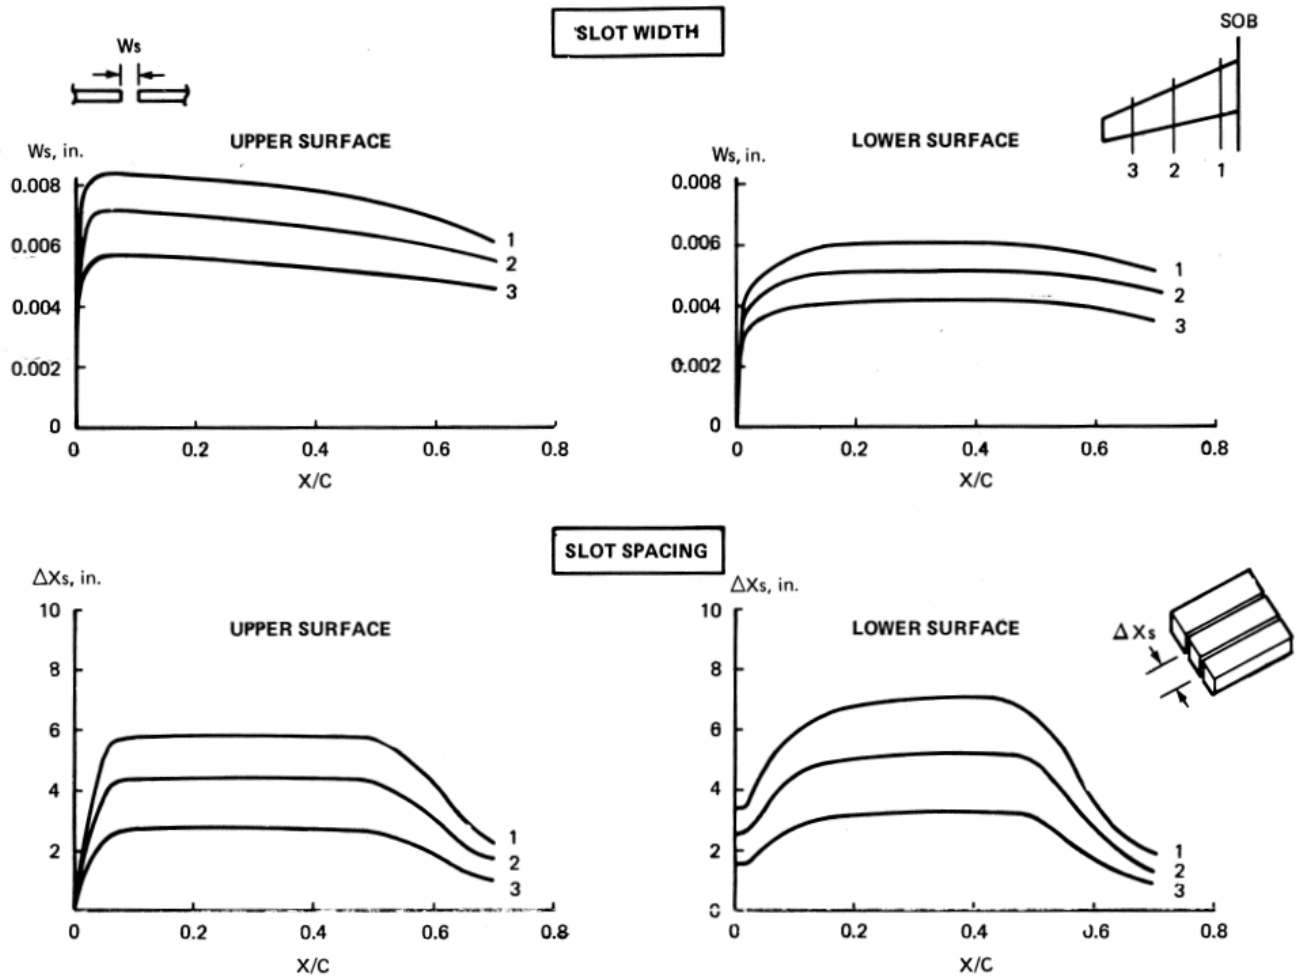 SLOT WIDTH
Ws
SOB
3 2 1
UPPER SURFACE
Ws, in.
0.008
0.006
0.004
0.002
0
1
2
3
0 0.2 0.4 0.6 0.8
X/C
LOWER SURFACE
Ws, in.
0.008
0.006
0.004
0.002
0
1
2
3
0 0.2 0.4 0.6 0.8
X/C
SLOT SPACING
ΔXs, in.
UPPER SURFACE
10
8
6
4
2
1
2
3
0 0.2 0.4 0.6 0.8
X/C
ΔXs, in.
LOWER SURFACE
ΔXs
10
8
6
4
2
0
1
2
3
0 0.2 0.4 0.6 0.8
X/C